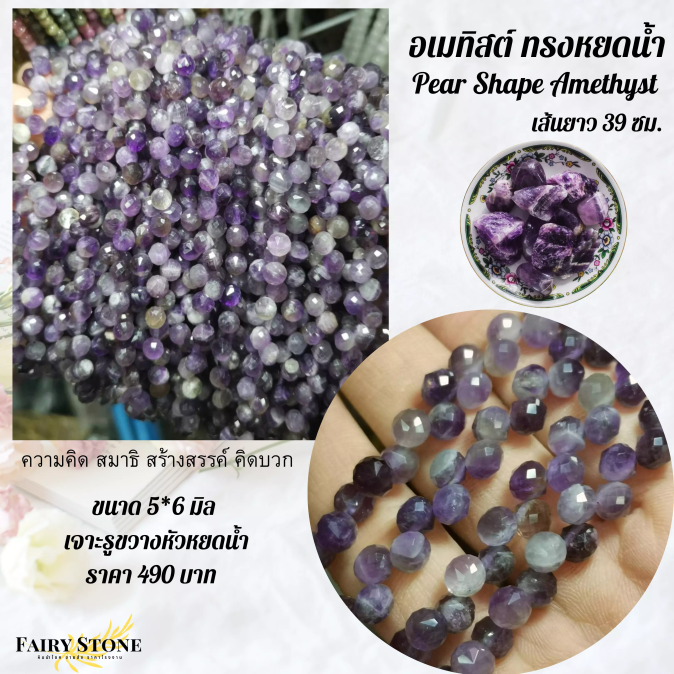 อเมทิสต์ ทรงหยดน้ำ
Pear Shape Amethyst
เส้นยาว 39 ซม.
ความคิด สมาธิ สร้างสรรค์ คิดบวก
ขนาด 5*6 มิล
เจาะรูขวางหัวหยดน้ำ
ราคา 490 บาท
FAIRY STONE